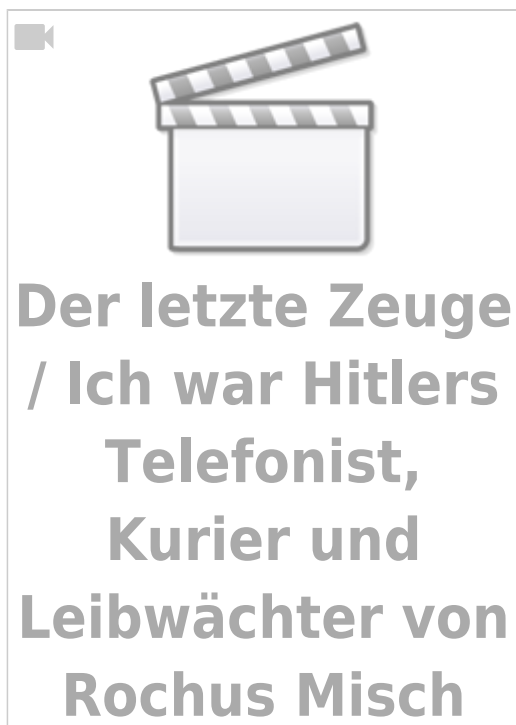 Der letzte Zeuge
/ Ich war Hitlers
Telefonist,
Kurier und
Leibwächter von
Rochus Misch